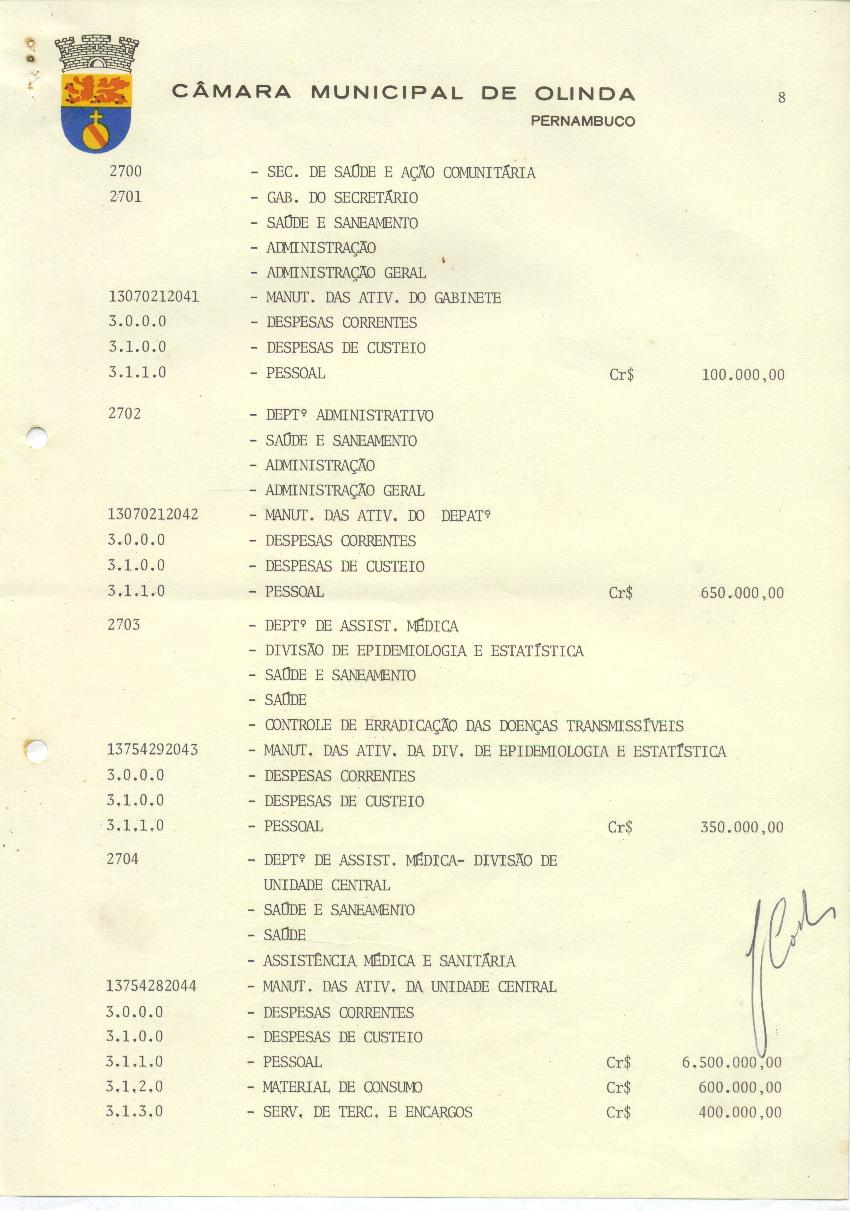 CÂMARA MUNICIPAL DE OLINDA
PERNAMBUCO
8
2700 - SEC. DE SAÚDE E AÇÃO COMUNITÁRIA
2701 - GAB. DO SECRETÁRIO
- SAÚDE E SANEAMENTO
- ADMINISTRAÇÃO
- ADMINISTRAÇÃO GERAL
13070212041 - MANUT. DAS ATIV. DO GABINETE
3.0.0.0 - DESPESAS CORRENTES
3.1.0.0 - DESPESAS DE CUSTEIO
3.1.1.0 - PESSOAL Cr$ 100.000,00
2702 - DEPTº ADMINISTRATIVO
- SAÚDE E SANEAMENTO
- ADMINISTRAÇÃO
- ADMINISTRAÇÃO GERAL
13070212042 - MANUT. DAS ATIV. DO DEPATº
3.0.0.0 - DESPESAS CORRENTES
3.1.0.0 - DESPESAS DE CUSTEIO
3.1.1.0 - PESSOAL Cr$ 650.000,00
2703 - DEPTº DE ASSIST. MÉDICA
- DIVISÃO DE EPIDEMIOLOGIA E ESTATÍSTICA
- SAÚDE E SANEAMENTO
- SAÚDE
- CONTROLE DE ERRADICAÇÃO DAS DOENÇAS TRANSMISSÍVEIS
13754292043 - MANUT. DAS ATIV. DA DIV. DE EPIDEMIOLOGIA E ESTATÍSTICA
3.0.0.0 - DESPESAS CORRENTES
3.1.0.0 - DESPESAS DE CUSTEIO
3.1.1.0 - PESSOAL Cr$ 350.000,00
2704 - DEPTº DE ASSIST. MÉDICA- DIVISÃO DE
UNIDADE CENTRAL
- SAÚDE E SANEAMENTO
- SAÚDE
- ASSISTÊNCIA MÉDICA E SANITÁRIA
13754282044 - MANUT. DAS ATIV. DA UNIDADE CENTRAL
3.0.0.0 - DESPESAS CORRENTES
3.1.0.0 - DESPESAS DE CUSTEIO
3.1.1.0 - PESSOAL Cr$ 6.500.000,00
3.1.2.0 - MATERIAL DE CONSUMO Cr$ 600.000,00
3.1.3.0 - SERV. DE TERC. E ENCARGOS Cr$ 400.000,00